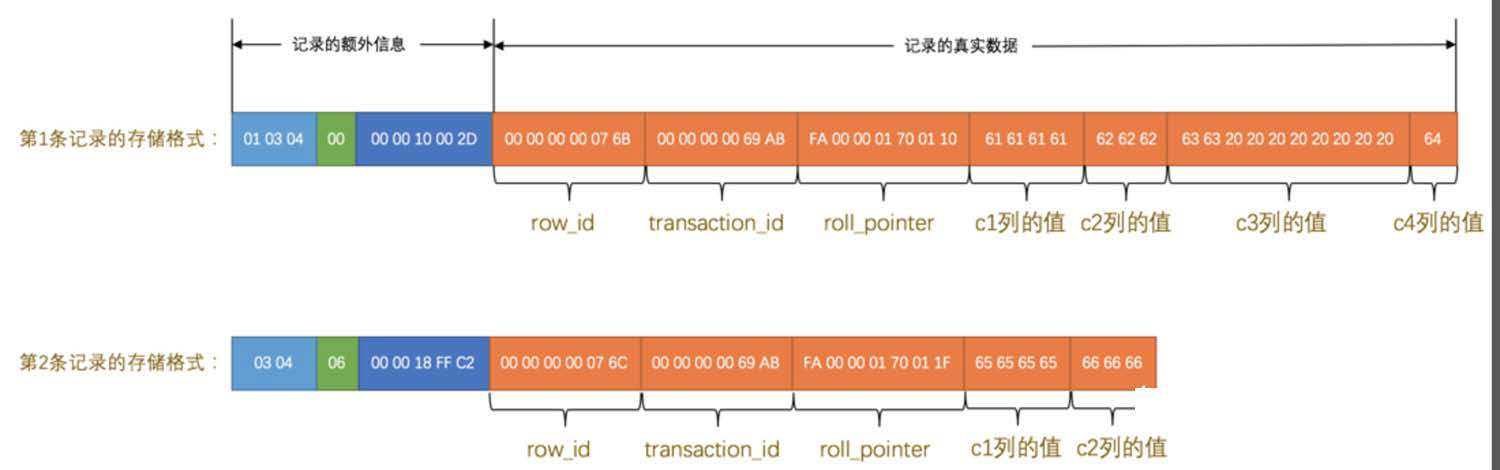 记录的额外信息 记录的真实数据
第1条记录的存储格式： 01 03 04 00 00 00 10 00 2D 00 00 00 00 07 6B 00 00 00 00 69 AB FA 00 00 01 70 01 10 61 61 61 61 62 62 62 63 63 20 20 20 20 20 20 20 20 64
row_id transaction_id roll_pointer c1列的值 c2列的值 c3列的值 c4列的值
第2条记录的存储格式： 03 04 06 00 00 18 FF C2 00 00 00 00 07 6C 00 00 00 00 69 AB FA 00 00 01 70 01 1F 65 65 65 65 66 66 66
row_id transaction_id roll_pointer c1列的值 c2列的值